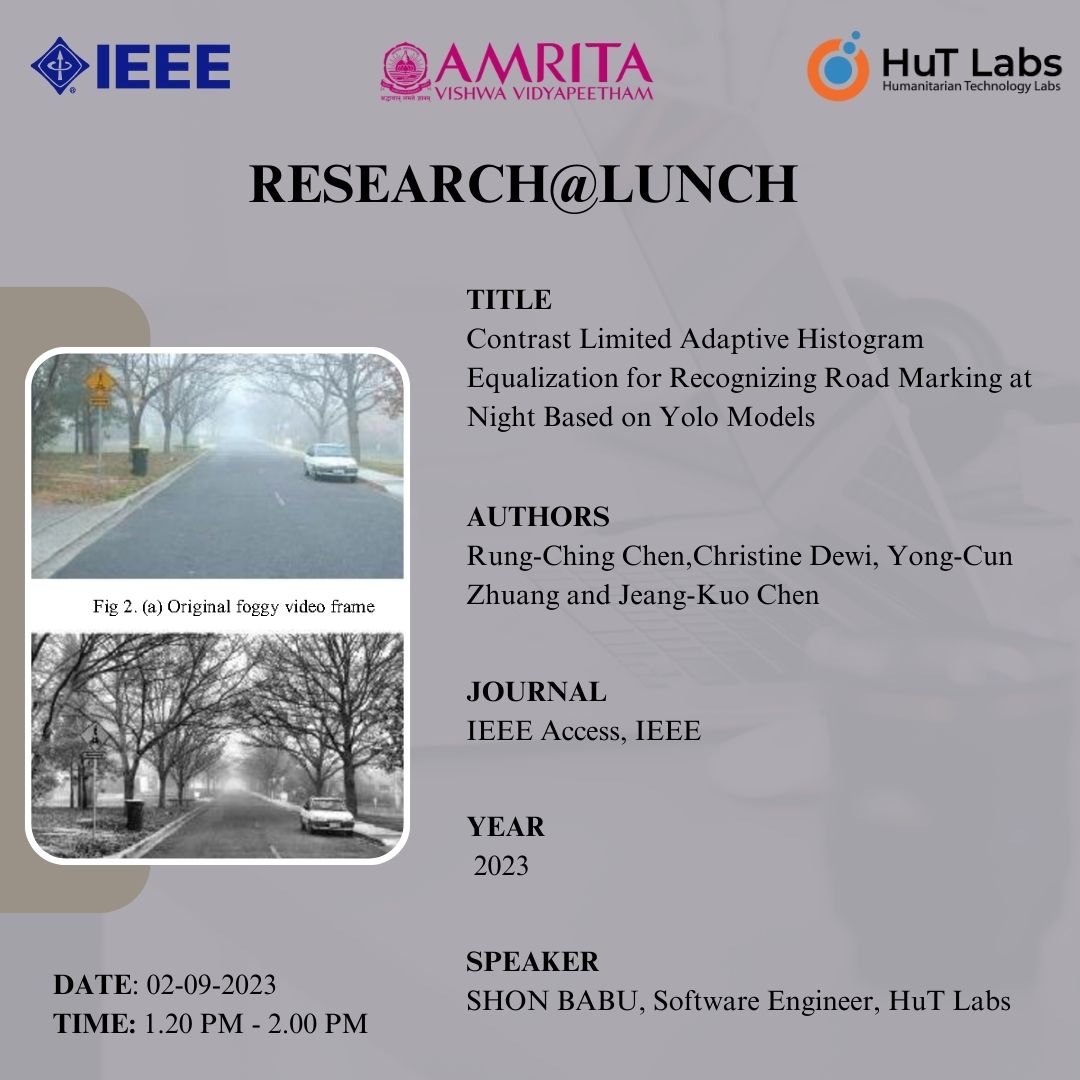 IEEE
AMRITA
VISHWA VIDYAPEETHAM
HuT Labs
Humanitarian Technology Labs
RESEARCH@LUNCH
TITLE
Contrast Limited Adaptive Histogram
Equalization for Recognizing Road Marking at
Night Based on Yolo Models
AUTHORS
Rung-Ching Chen,Christine Dewi, Yong-Cun
Zhuang and Jeang-Kuo Chen
JOURNAL
IEEE Access, IEEE
YEAR
2023
SPEAKER
SHON BABU, Software Engineer, HuT Labs
Fig 2. (a) Original foggy video frame
DATE: 02-09-2023
TIME: 1.20 PM - 2.00 PM